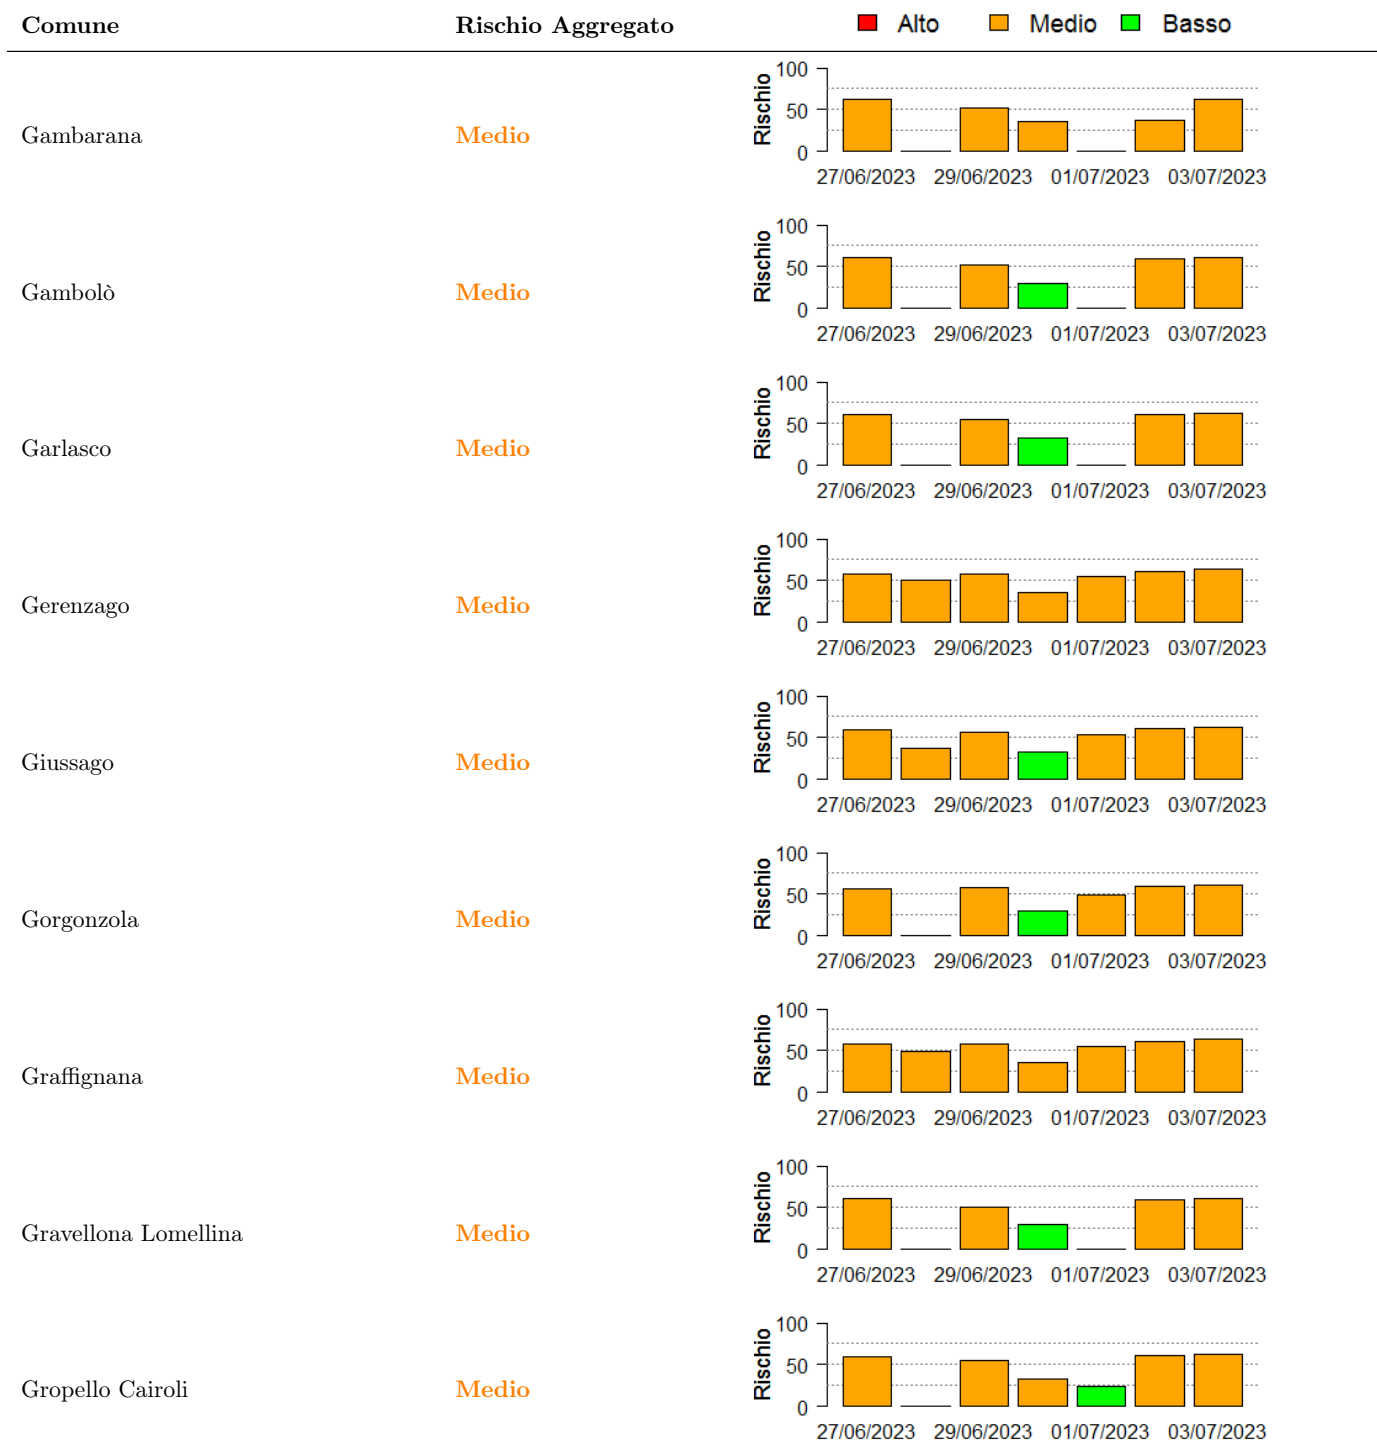 Comune Rischio Aggregato Alto Medio Basso
Gambarana Medio
Rischio
100
50
0
27/06/2023 29/06/2023 01/07/2023 03/07/2023
Gambolò Medio
Rischio
100
50
0
27/06/2023 29/06/2023 01/07/2023 03/07/2023
Garlasco Medio
Rischio
100
50
0
27/06/2023 29/06/2023 01/07/2023 03/07/2023
Gerenzago Medio
Rischio
100
50
0
27/06/2023 29/06/2023 01/07/2023 03/07/2023
Giussago Medio
Rischio
100
50
0
27/06/2023 29/06/2023 01/07/2023 03/07/2023
Gorgonzola Medio
Rischio
100
50
0
27/06/2023 29/06/2023 01/07/2023 03/07/2023
Graffignana Medio
Rischio
100
50
0
27/06/2023 29/06/2023 01/07/2023 03/07/2023
Gravellona Lomellina Medio
Rischio
100
50
0
27/06/2023 29/06/2023 01/07/2023 03/07/2023
Gropello Cairoli Medio
Rischio
100
50
0
27/06/2023 29/06/2023 01/07/2023 03/07/2023